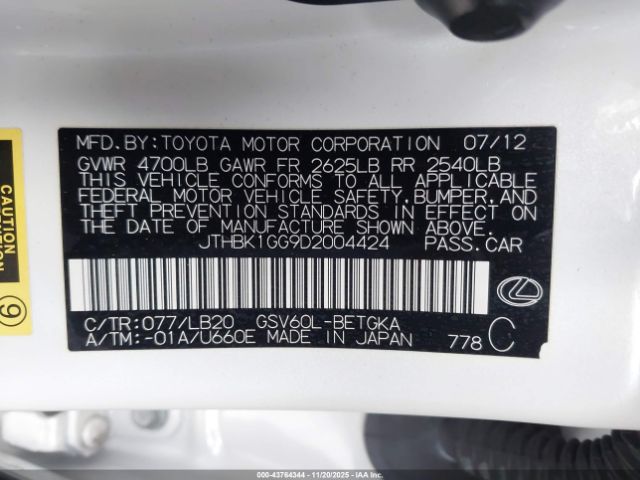 MFD.BY:TOYOTA MOTOR CORPORATION 07/12
GVWR 4700LB GAWR FR 2625LB RR 2540LB
THIS VEHICLE CONFORMS TO ALL APPLICABLE
FEDERAL MOTOR VEHICLE SAFETY,BUMPER,AND
THEFT PREVENTION STANDARDS IN EFFECT ON
THE DATE OF MANUFACTURE SHOWN ABOVE.
JTHBK1GG9D2004424 PASS.CAR
C/TR:077/LB20 GSV60L-BETGKA
A/TM:-01A/U660E MADE IN JAPAN 778 C
CAUTION
9
000-43764344 | 11/20/2025 | IAAI